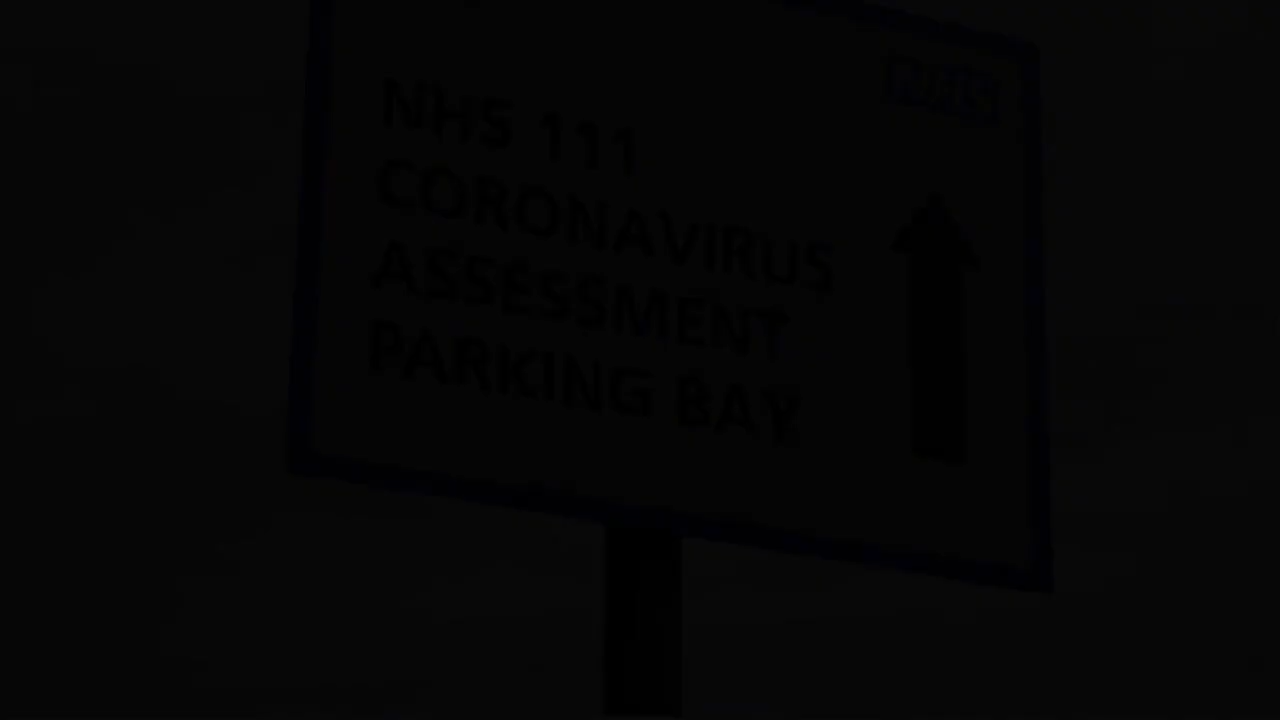 NHS
NHS 111
CORONAVIRUS
ASSESSMENT
PARKING BAY